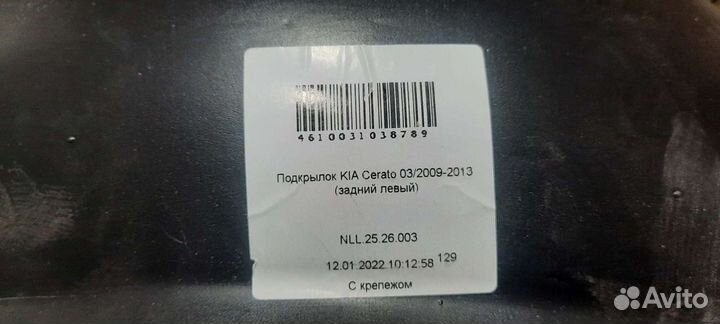 4610031038789
Подкрылок KIA Cerato 03/2009-2013
(задний левый)
NLL.25.26.003
12.01.2022 10:12:58 129
С крепежом
Avito